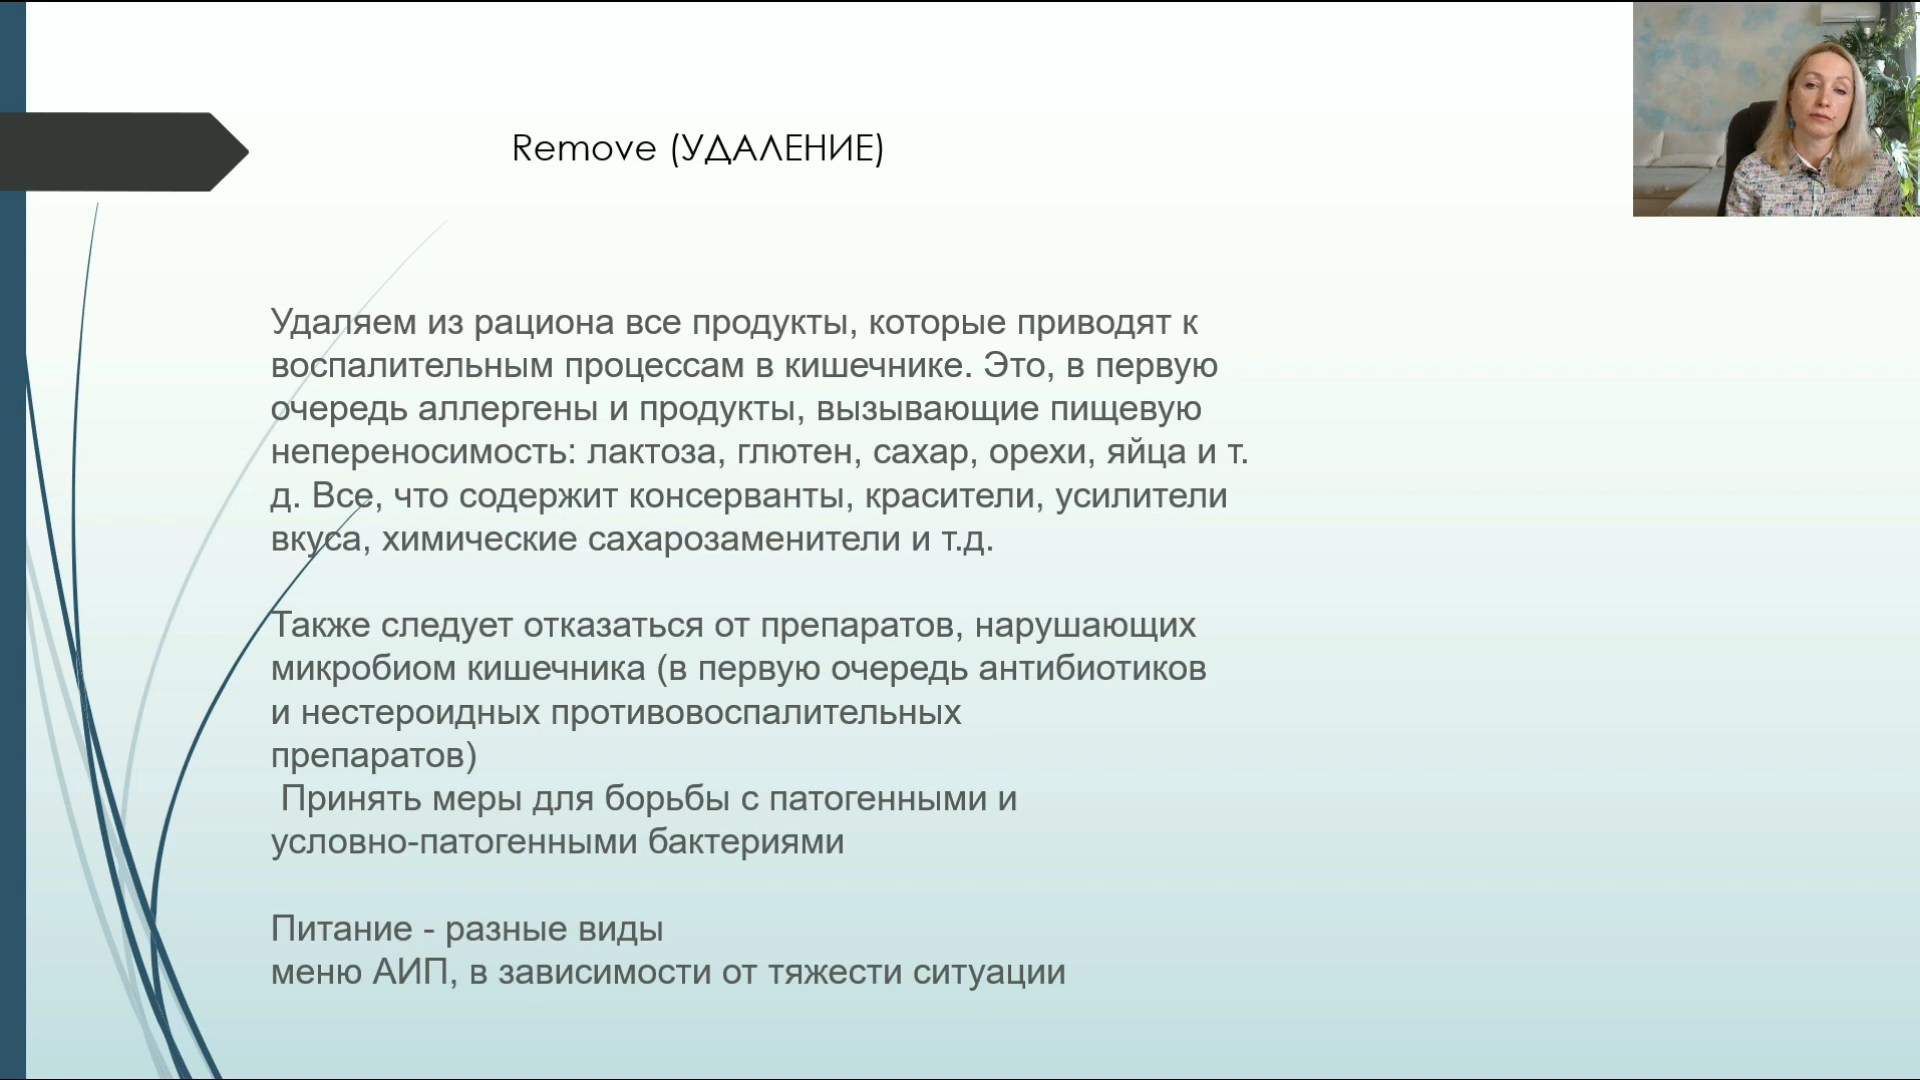 Remove (УДАЛЕНИЕ)
Удаляем из рациона все продукты, которые приводят к
воспалительным процессам в кишечнике. Это, в первую
очередь аллергены и продукты, вызывающие пищевую
непереносимость: лактоза, глютен, сахар, орехи, яйца и т.
д. Все, что содержит консерванты, красители, усилители
вкуса, химические сахарозаменители и т.д.
Также следует отказаться от препаратов, нарушающих
микробиом кишечника (в первую очередь антибиотиков
и нестероидных противовоспалительных
препаратов)
Принять меры для борьбы с патогенными и
условно-патогенными бактериями
Питание - разные виды
меню АИП, в зависимости от тяжести ситуации